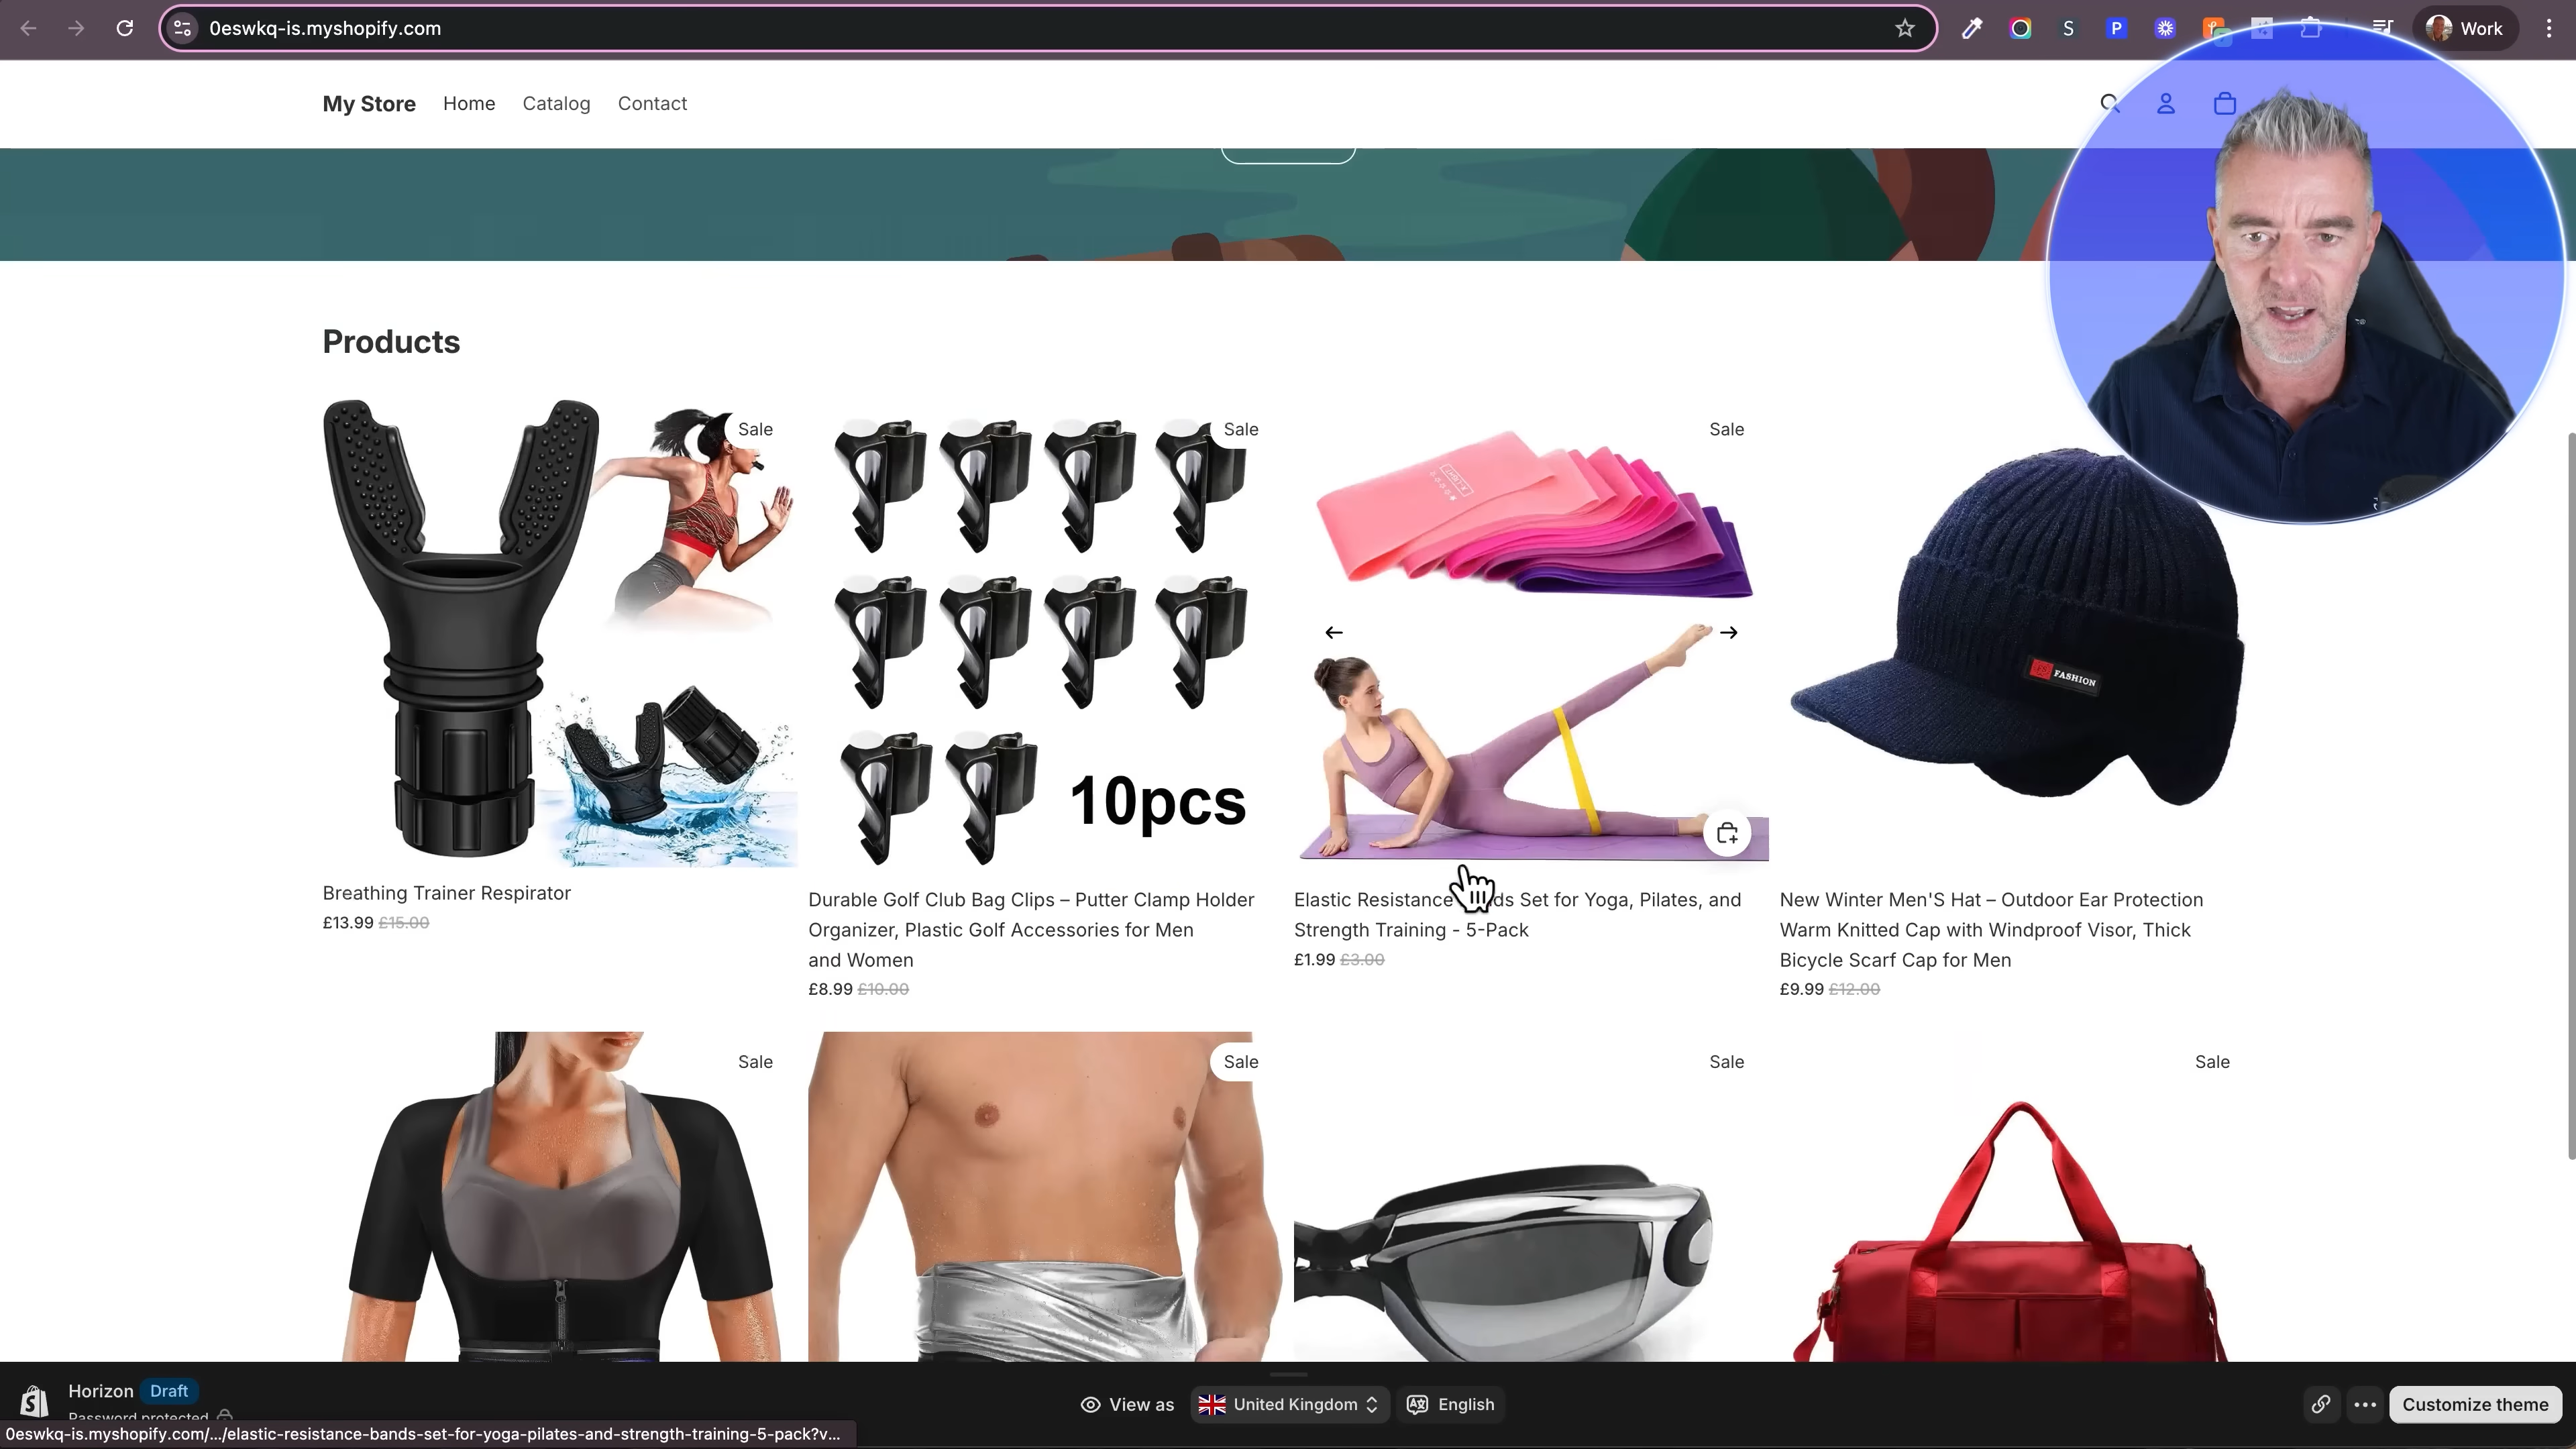 0eswkq-is.myshopify.com
S
P
Work
My Store Home Catalog Contact
Products
Sale
Sale
Sale
10pcs
FASHION
Breathing Trainer Respirator
£13.99 £15.00
Durable Golf Club Bag Clips – Putter Clamp Holder
Organizer, Plastic Golf Accessories for Men
and Women
£8.99 £10.00
Elastic Resistance ds Set for Yoga, Pilates, and
Strength Training - 5-Pack
£1.99 £3.00
New Winter Men'S Hat – Outdoor Ear Protection
Warm Knitted Cap with Windproof Visor, Thick
Bicycle Scarf Cap for Men
£9.99 £12.00
Sale
Sale
Sale
Sale
Horizon Draft
Password protected
View as
United Kingdom
English
Customize theme
0eswkq-is.myshopify.com/.../elastic-resistance-bands-set-for-yoga-pilates-and-strength-training-5-pack?v...